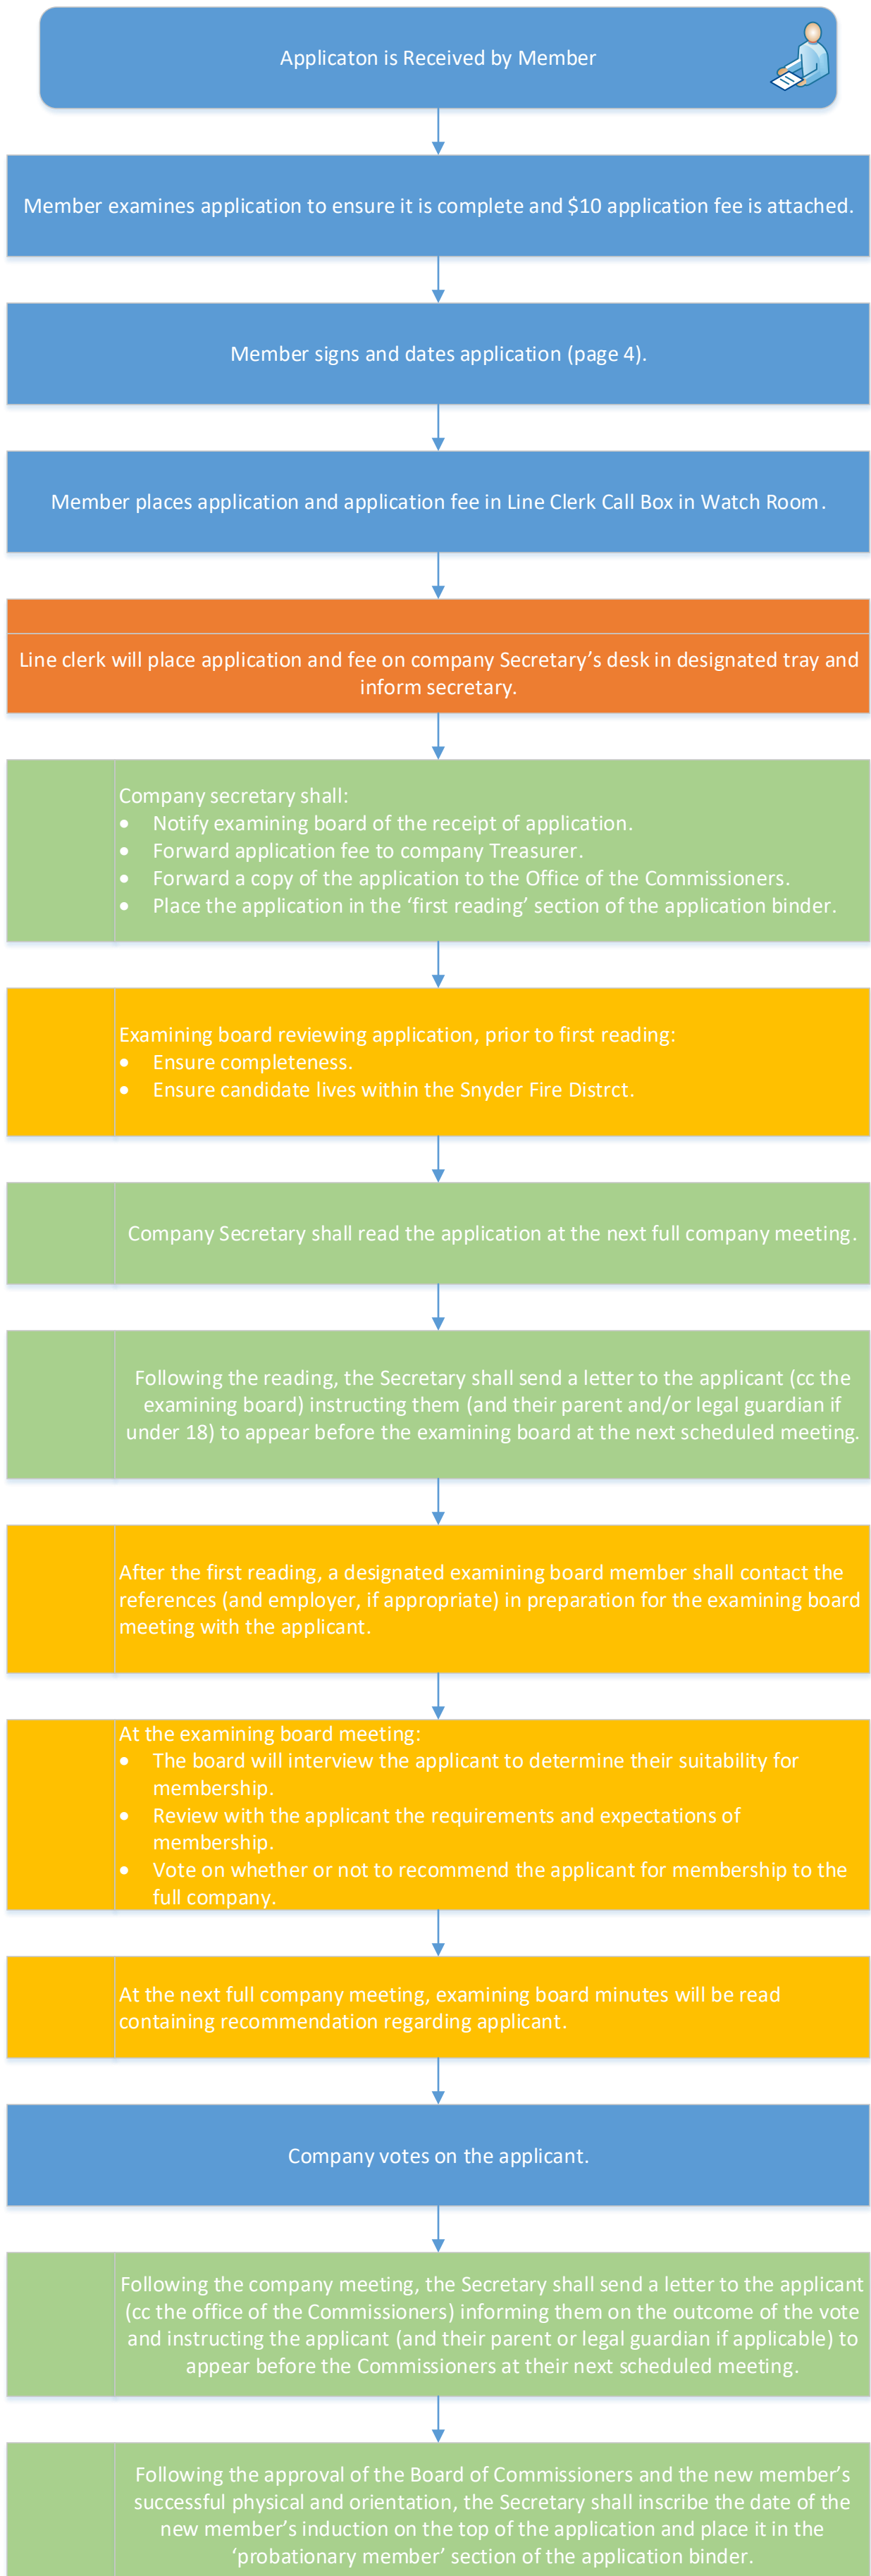 Applicaton is Received by Member
Member examines application to ensure it is complete and $10 application fee is attached.
Member signs and dates application (page 4).
Member places application and application fee in Line Clerk Call Box in Watch Room.
Line clerk will place application and fee on company Secretary’s desk in designated tray and
inform secretary.
Company secretary shall:
• Notify examining board of the receipt of application.
• Forward application fee to company Treasurer.
• Forward a copy of the application to the Office of the Commissioners.
• Place the application in the ‘first reading’ section of the application binder.
Examining board reviewing application, prior to first reading:
• Ensure completeness.
• Ensure candidate lives within the Snyder Fire Distrct.
Company Secretary shall read the application at the next full company meeting.
Following the reading, the Secretary shall send a letter to the applicant (cc the
examining board) instructing them (and their parent and/or legal guardian if
under 18) to appear before the examining board at the next scheduled meeting.
After the first reading, a designated examining board member shall contact the
references (and employer, if appropriate) in preparation for the examining board
meeting with the applicant.
At the examining board meeting:
• The board will interview the applicant to determine their suitability for
membership.
• Review with the applicant the requirements and expectations of
membership.
• Vote on whether or not to recommend the applicant for membership to the
full company.
At the next full company meeting, examining board minutes will be read
containing recommendation regarding applicant.
Company votes on the applicant.
Following the company meeting, the Secretary shall send a letter to the applicant
(cc the office of the Commissioners) informing them on the outcome of the vote
and instructing the applicant (and their parent or legal guardian if applicable) to
appear before the Commissioners at their next scheduled meeting.
Following the approval of the Board of Commissioners and the new member’s
successful physical and orientation, the Secretary shall inscribe the date of the
new member’s induction on the top of the application and place it in the
‘probationary member’ section of the application binder.